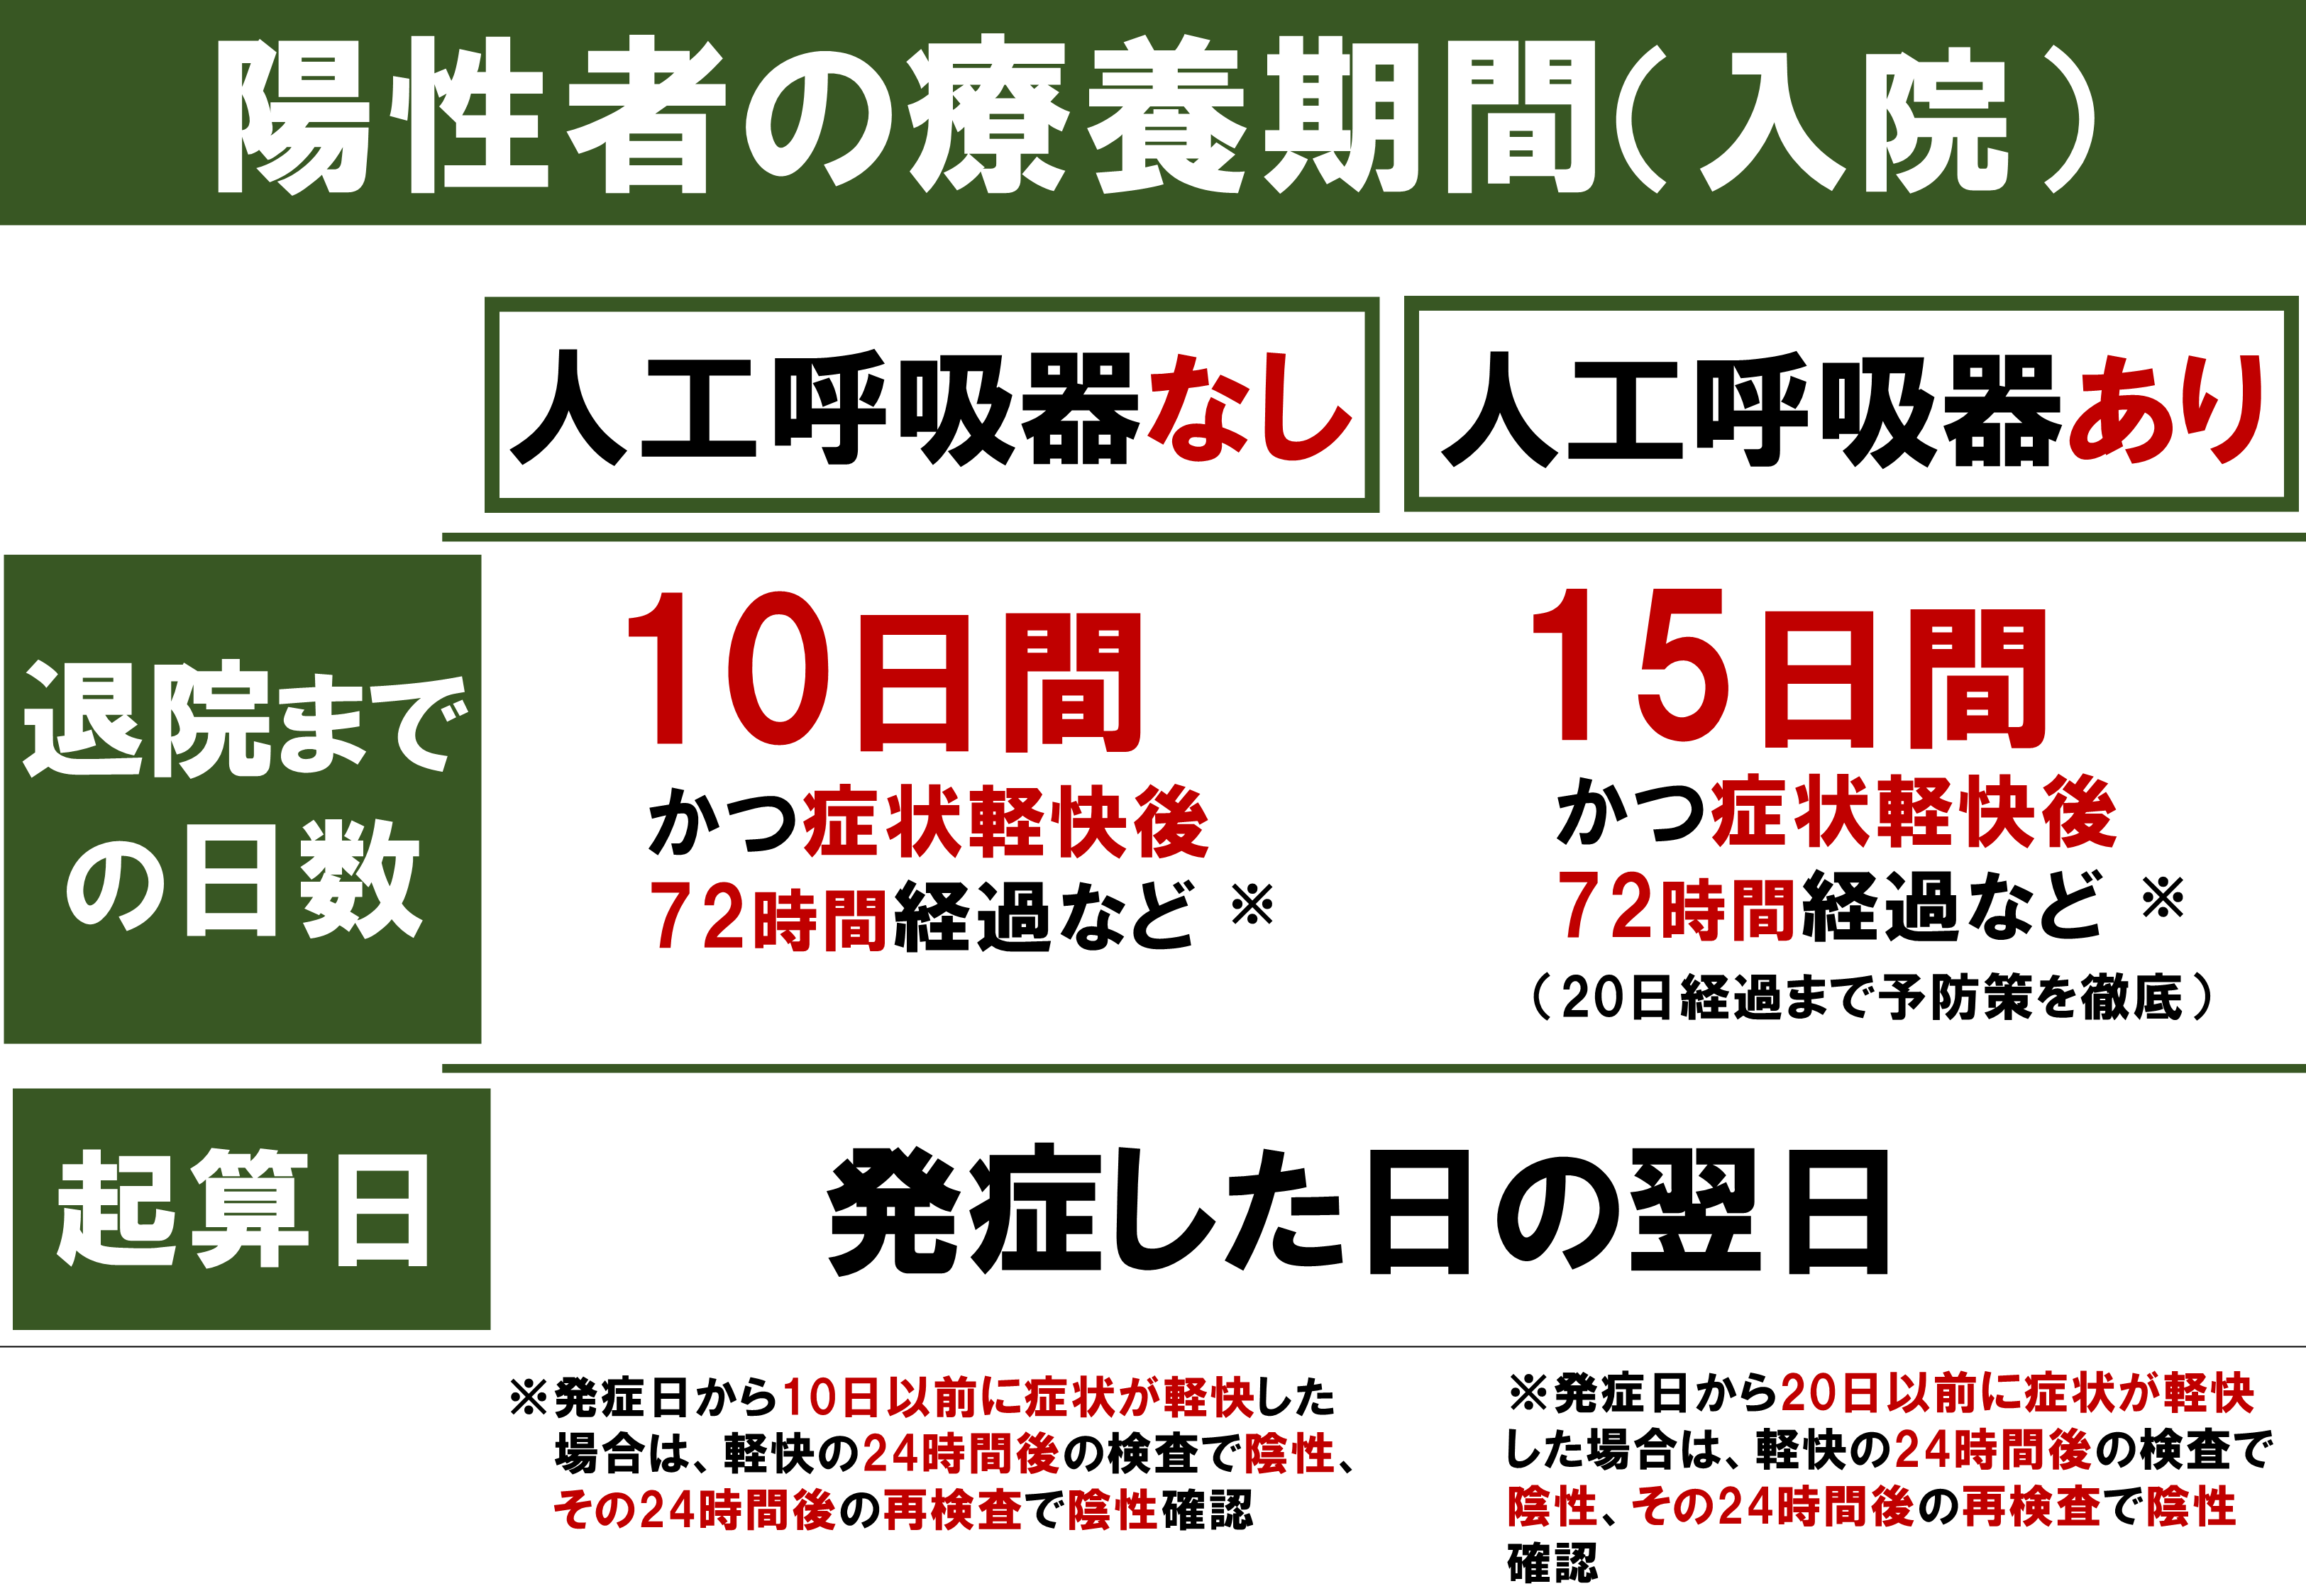 陽性者の療養期間（入院）
人工呼吸器なし
人工呼吸器あり
退院まで
の日数
10日間
かつ症状軽快後
72時間経過など ※
15日間
かつ症状軽快後
72時間経過など ※
（20日経過まで予防策を徹底）
起算日
発症した日の翌日
※発症日から10日以前に症状が軽快した
場合は、軽快の24時間後の検査で陰性、
その24時間後の再検査で陰性確認
※発症日から20日以前に症状が軽快
した場合は、軽快の24時間後の検査で
陰性、その24時間後の再検査で陰性
確認